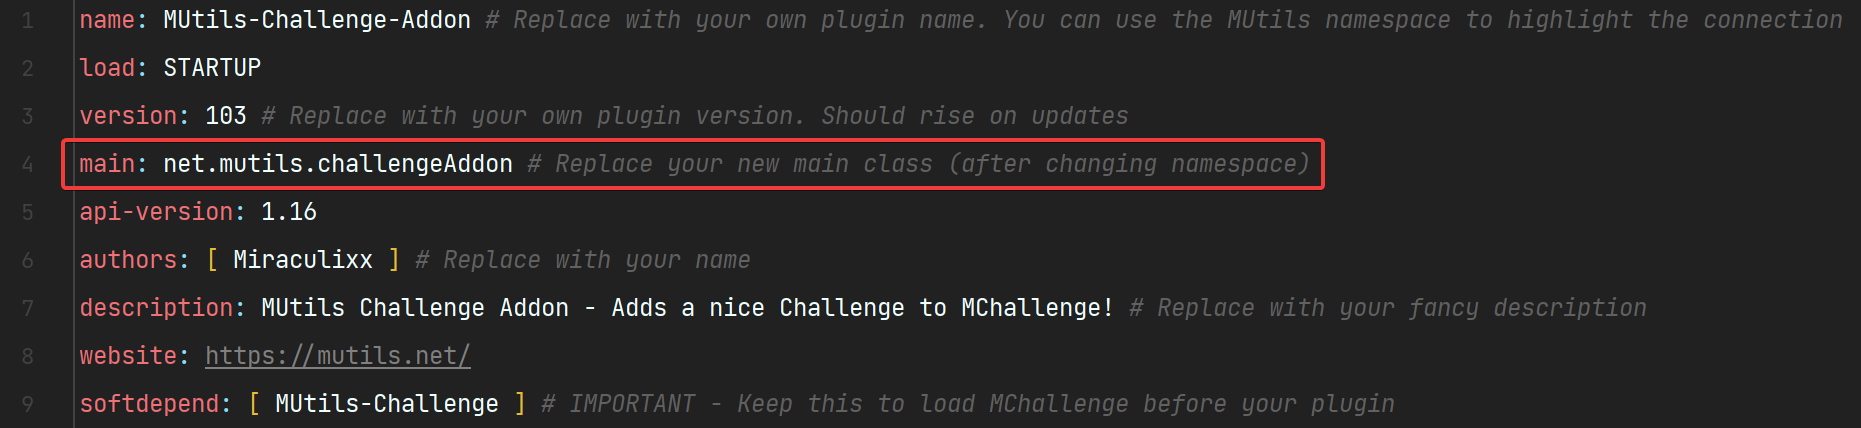 1 name: MUtils-Challenge-Addon # Replace with your own plugin name. You can use the MUtils namespace to highlight the connection
2 load: STARTUP
3 version: 103 # Replace with your own plugin version. Should rise on updates
4 main: net.mutils.challengeAddon # Replace your new main class (after changing namespace)
5 api-version: 1.16
6 authors: [ Miraculixx ] # Replace with your name
7 description: MUtils Challenge Addon - Adds a nice Challenge to MChallenge! # Replace with your fancy description
8 website: https://mutils.net/
9 softdepend: [ MUtils-Challenge ] # IMPORTANT - Keep this to load MChallenge before your plugin